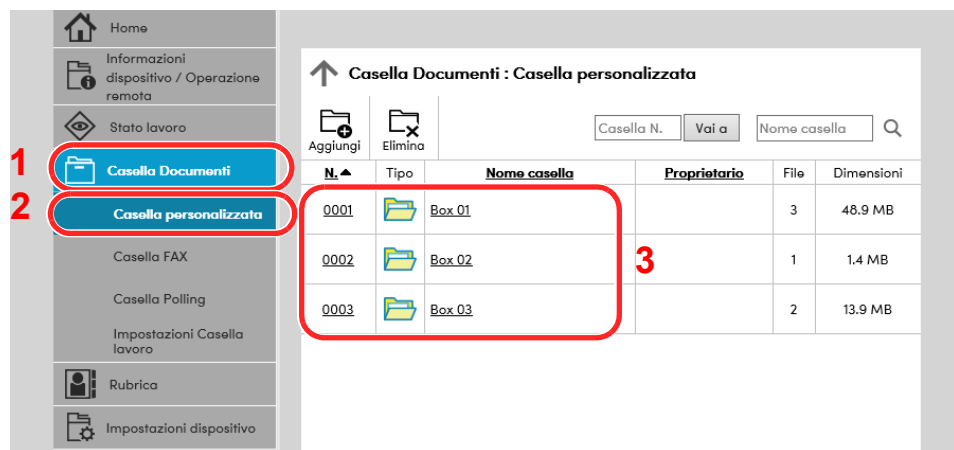 Home
Informazioni
dispositivo / Operazione
remota
Stato lavoro
1
Casella Documenti
2
Casella personalizzata
Casella FAX
Casella Polling
Impostazioni Casella
lavoro
Rubrica
Impostazioni dispositivo
Casella Documenti : Casella personalizzata
Aggiungi Elimina
Casella N. Vai a Nome casella
N. Tipo Nome casella Proprietario File Dimensioni
0001 Box 01 3 48.9 MB
0002 Box 02 1 1.4 MB
3
0003 Box 03 2 13.9 MB